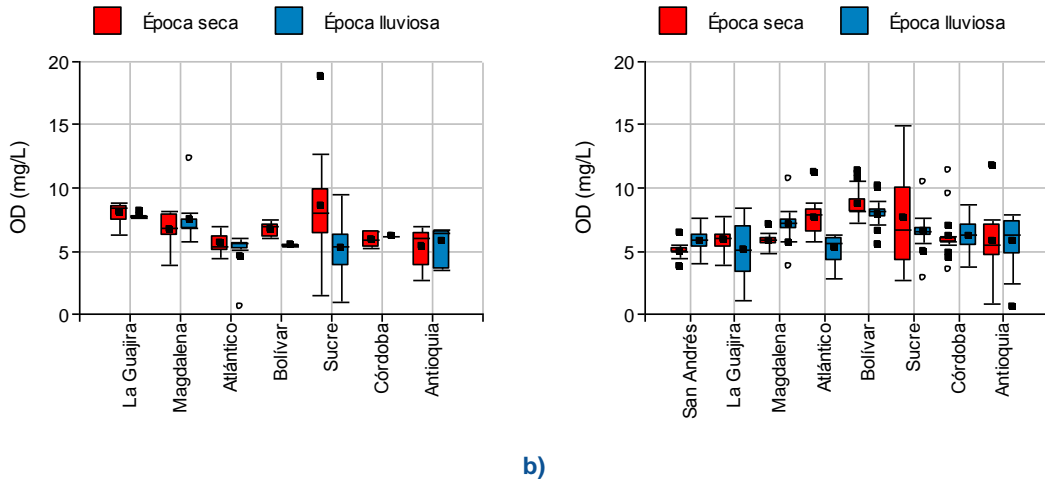 Época seca
Época lluviosa
OD (mg/L)
20
15
10
5
0
La Guajira
Magdalena
Atlántico
Bolívar
Sucre
Córdoba
Antioquia
Época seca
Época lluviosa
OD (mg/L)
20
15
10
5
0
San Andrés
La Guajira
Magdalena
Atlántico
Bolívar
Sucre
Córdoba
Antioquia
b)